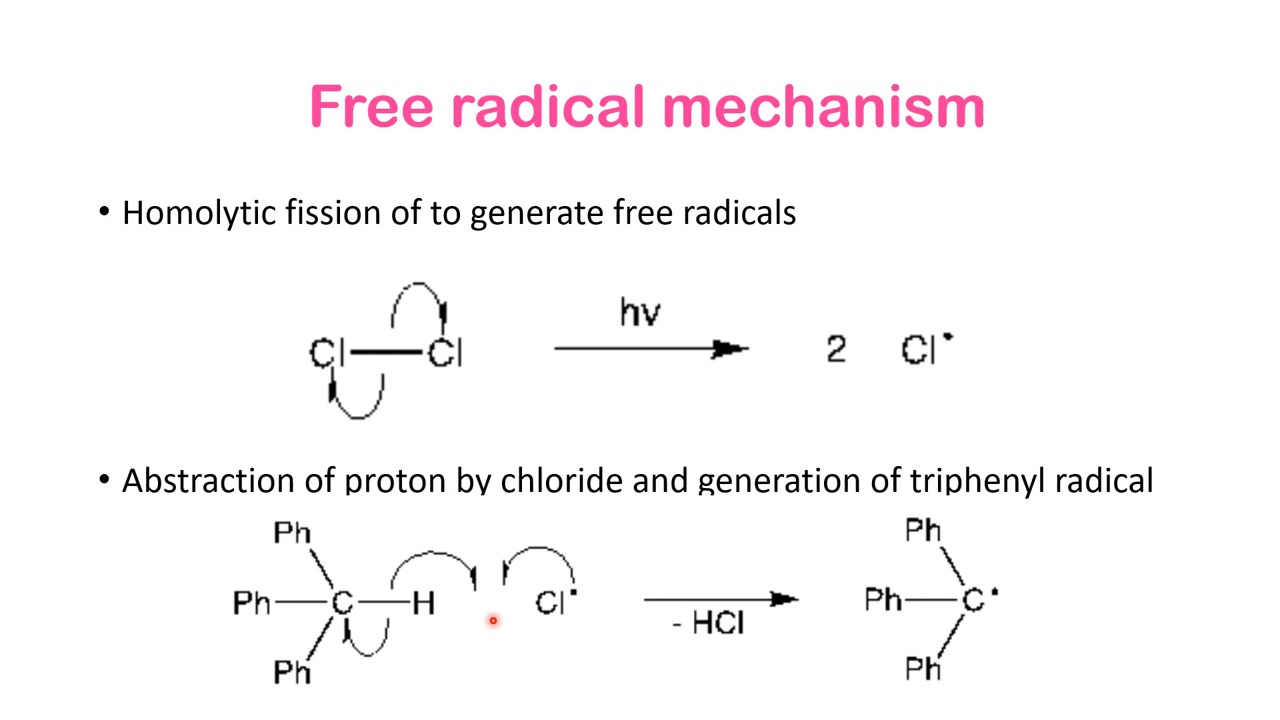 Free radical mechanism
• Homolytic fission of to generate free radicals
Cl Cl hv 2 Cl•
• Abstraction of proton by chloride and generation of triphenyl radical
Ph Ph
Ph C H Cl• - HCl Ph C•
Ph Ph